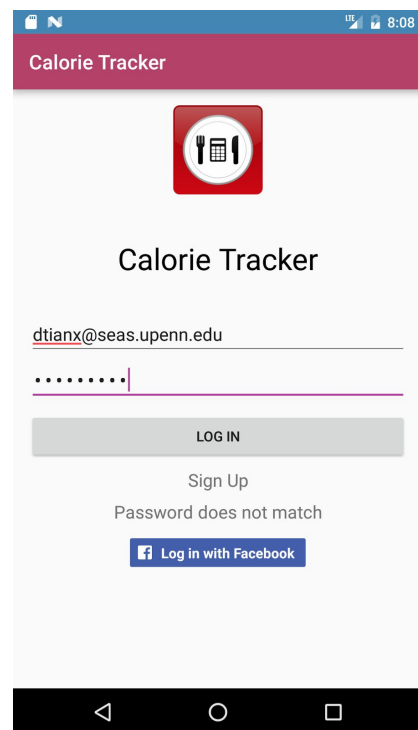 LTE 8:08
Calorie Tracker
Calorie Tracker
dtianx@seas.upenn.edu
•••••••••
LOG IN
Sign Up
Password does not match
Log in with Facebook